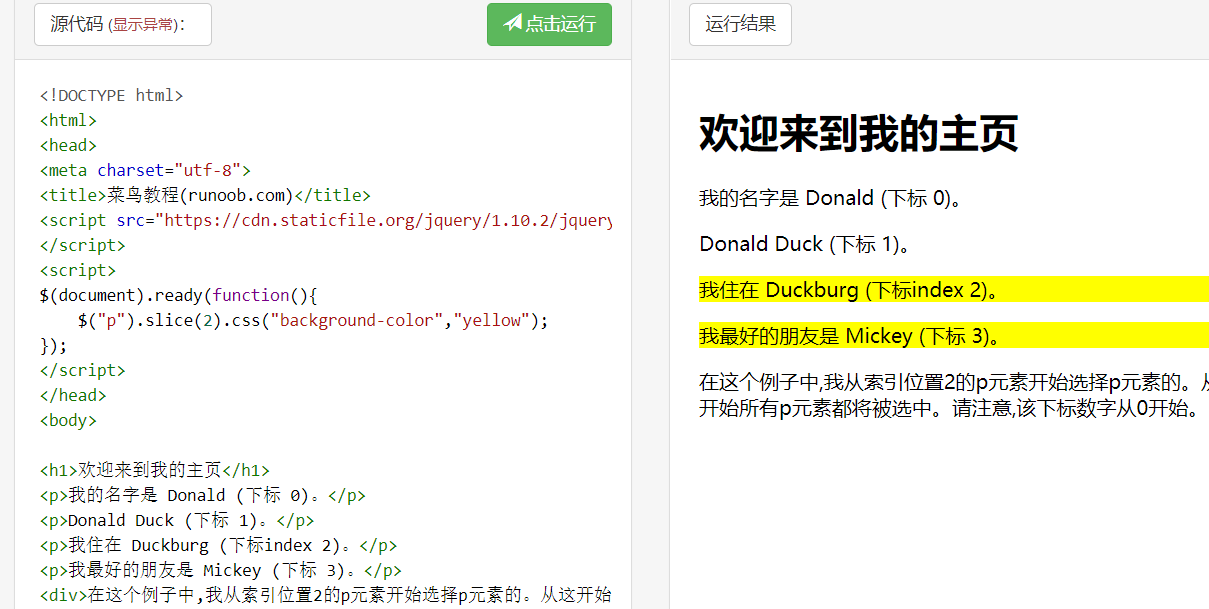 源代码 (显示异常)：
点击运行
<!DOCTYPE html>
<html>
<head>
<meta charset="utf-8">
<title>菜鸟教程(runoob.com)</title>
<script src="https://cdn.staticfile.org/jquery/1.10.2/jquery
</script>
<script>
$(document).ready(function(){
    $("p").slice(2).css("background-color","yellow");
});
</script>
</head>
<body>
<h1>欢迎来到我的主页</h1>
<p>我的名字是 Donald (下标 0)。</p>
<p>Donald Duck (下标 1)。</p>
<p>我住在 Duckburg (下标index 2)。</p>
<p>我最好的朋友是 Mickey (下标 3)。</p>
<div>在这个例子中,我从索引位置2的p元素开始选择p元素的。从这开始
运行结果
欢迎来到我的主页
我的名字是 Donald (下标 0)。
Donald Duck (下标 1)。
我住在 Duckburg (下标index 2)。
我最好的朋友是 Mickey (下标 3)。
在这个例子中,我从索引位置2的p元素开始选择p元素的。
开始所有p元素都将被选中。请注意,该下标数字从0开始。